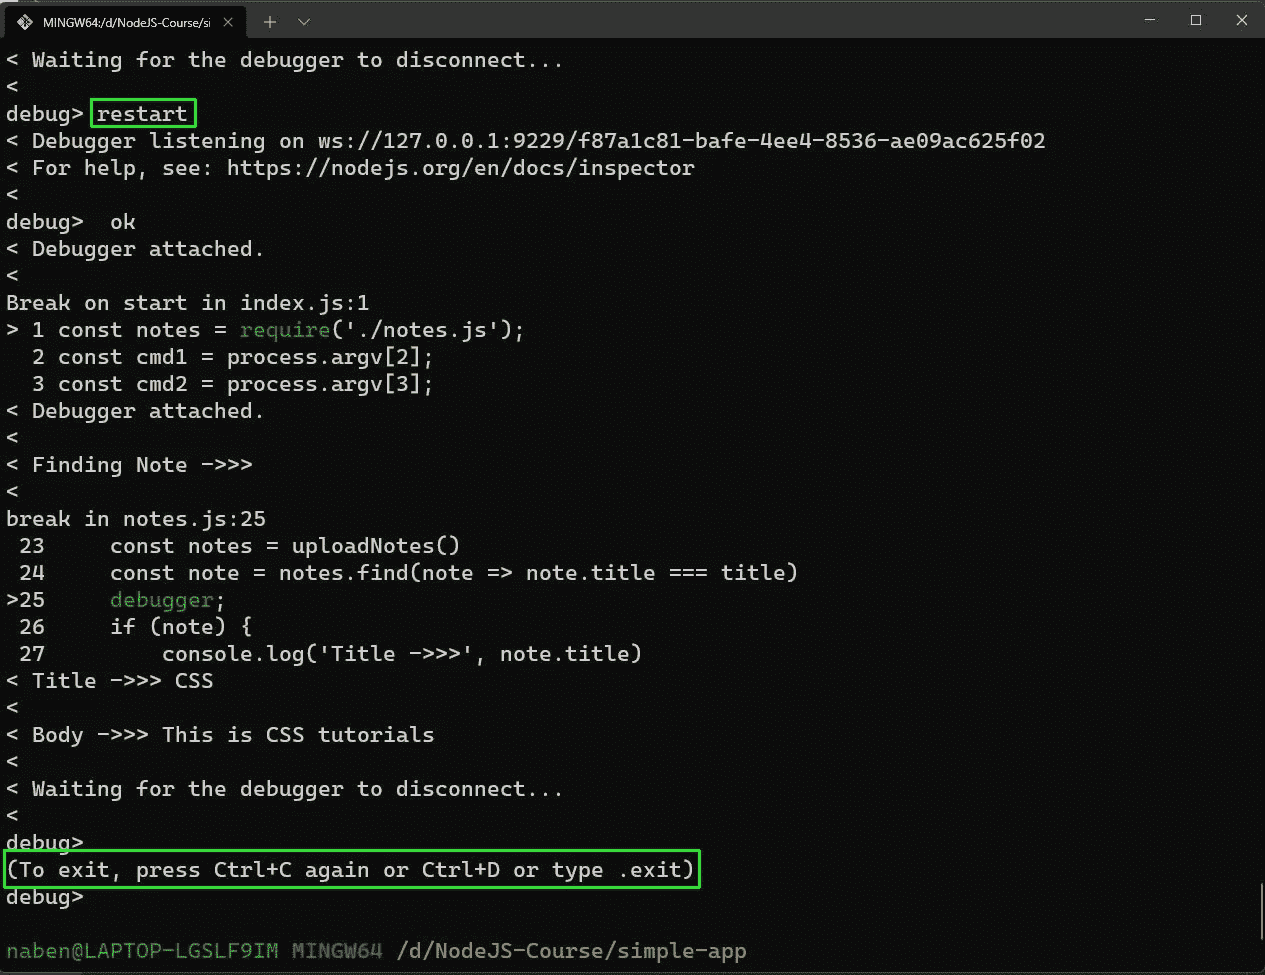 MINGW64:/d/NodeJS-Course/si
< Waiting for the debugger to disconnect...
<
debug> restart
< Debugger listening on ws://127.0.0.1:9229/f87a1c81-bafe-4ee4-8536-ae09ac625f02
< For help, see: https://nodejs.org/en/docs/inspector
<
debug>  ok
< Debugger attached.
<
Break on start in index.js:1
> 1 const notes = require('./notes.js');
  2 const cmd1 = process.argv[2];
  3 const cmd2 = process.argv[3];
< Debugger attached.
<
< Finding Note ->>>
<
break in notes.js:25
 23     const notes = uploadNotes()
 24     const note = notes.find(note => note.title === title)
>25     debugger;
 26     if (note) {
 27         console.log('Title ->>>', note.title)
< Title ->>> CSS
<
< Body ->>> This is CSS tutorials
<
< Waiting for the debugger to disconnect...
<
debug>
(To exit, press Ctrl+C again or Ctrl+D or type .exit)
debug>
naben@LAPTOP-LGSLF9IM MINGW64 /d/NodeJS-Course/simple-app